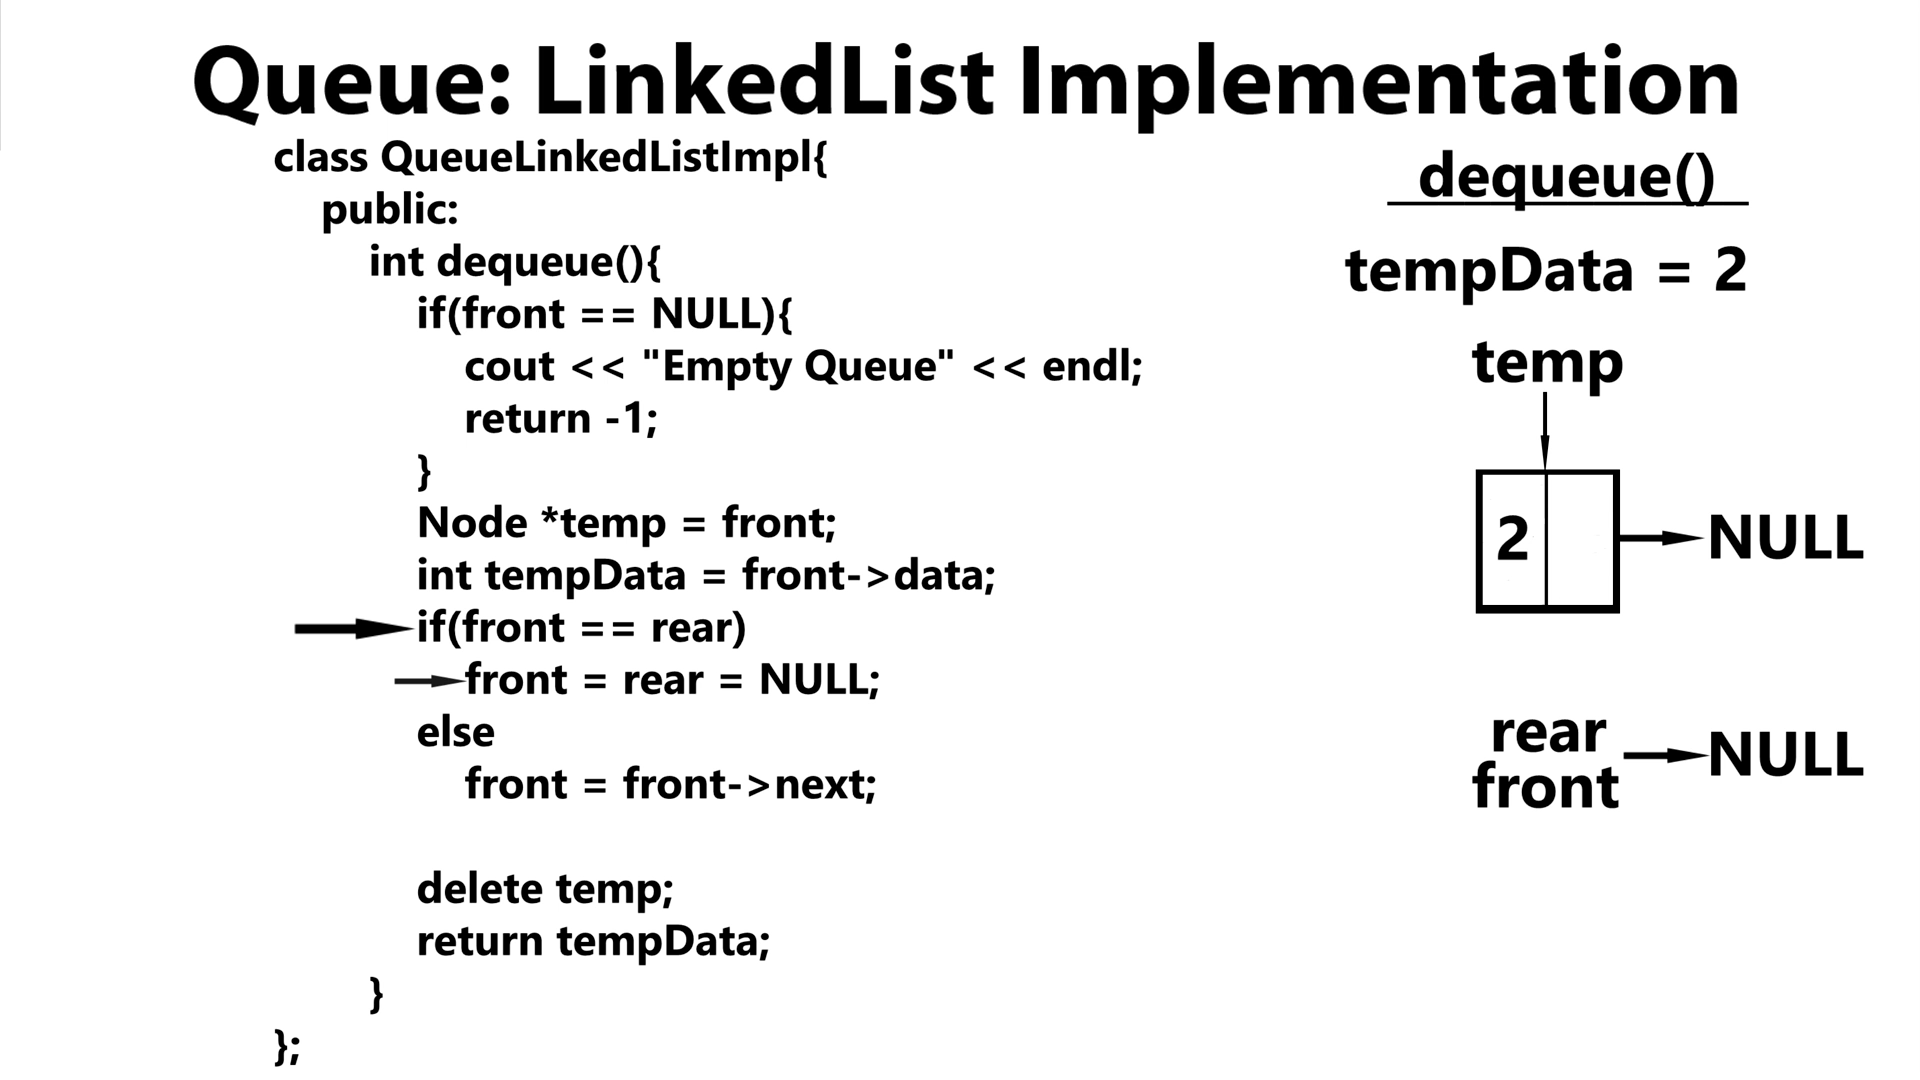 Queue: LinkedList Implementation
class QueueLinkedListImpl{
public:
int dequeue(){
if(front == NULL){
cout << "Empty Queue" << endl;
return -1;
}
Node *temp = front;
int tempData = front->data;
if(front == rear)
front = rear = NULL;
else
front = front->next;
delete temp;
return tempData;
}
};
dequeue()
tempData = 2
temp
2 NULL
rear
front NULL